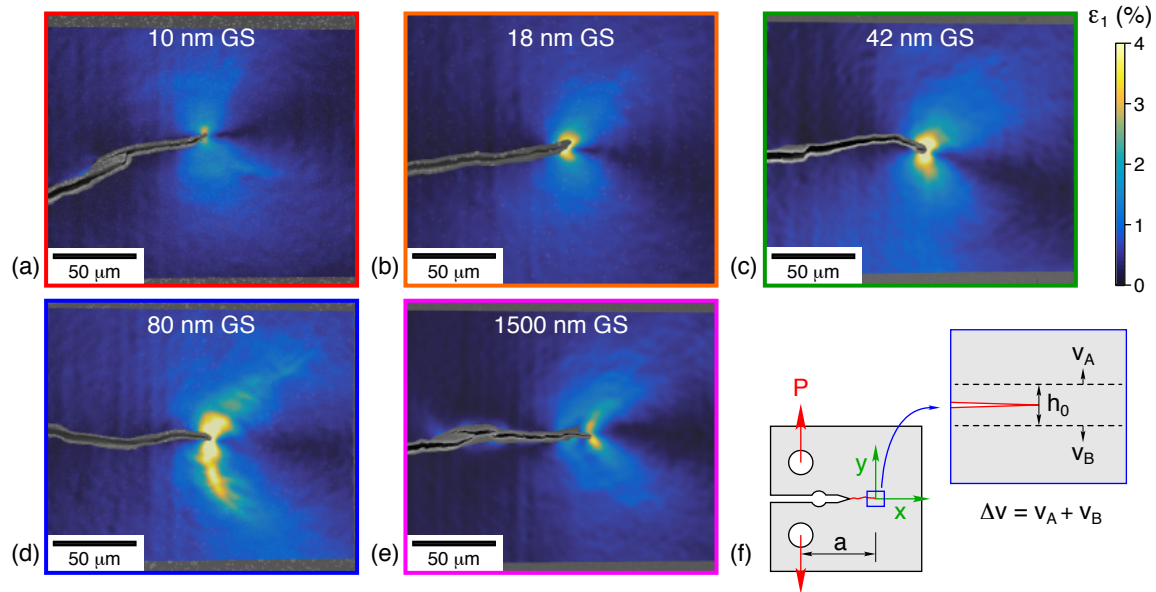 10 nm GS
18 nm GS
42 nm GS
ε₁ (%)
4
3
2
1
0
50 μm
50 μm
50 μm
(a)
(b)
(c)
80 nm GS
1500 nm GS
50 μm
50 μm
(d)
(e)
(f)
P
y
x
a
v_A
h₀
v_B
Δv = v_A + v_B